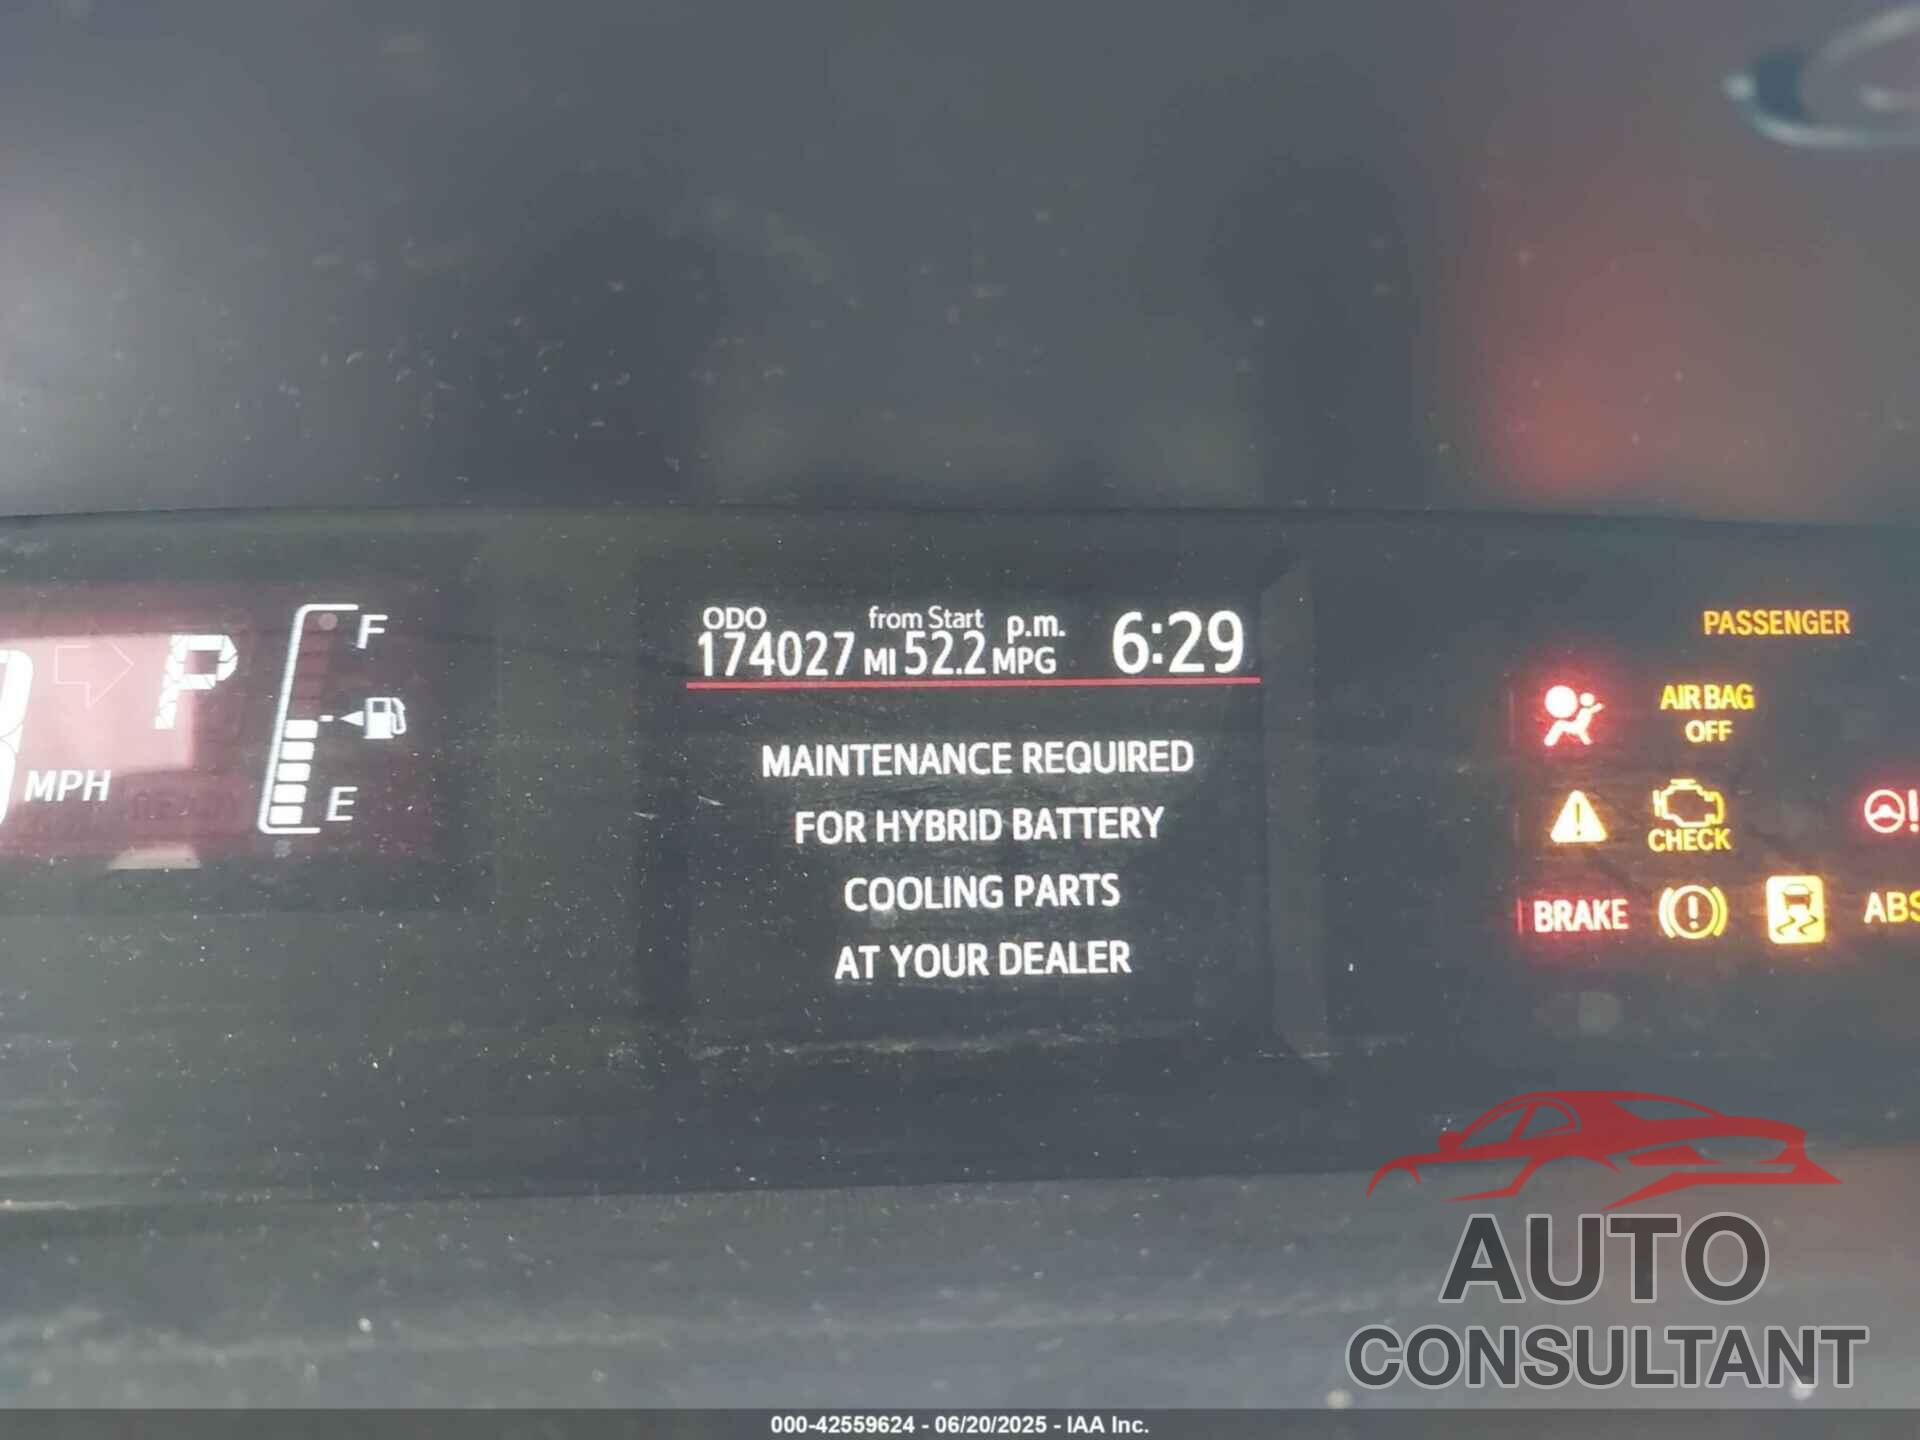 P
F
E
MPH
ODO from Start p.m. 6:29
174027 MI 52.2 MPG
MAINTENANCE REQUIRED
FOR HYBRID BATTERY
COOLING PARTS
AT YOUR DEALER
PASSENGER
AIR BAG
OFF
CHECK
BRAKE
ABS
AUTO
CONSULTANT
000-42559624 - 06/20/2025 - IAA Inc.